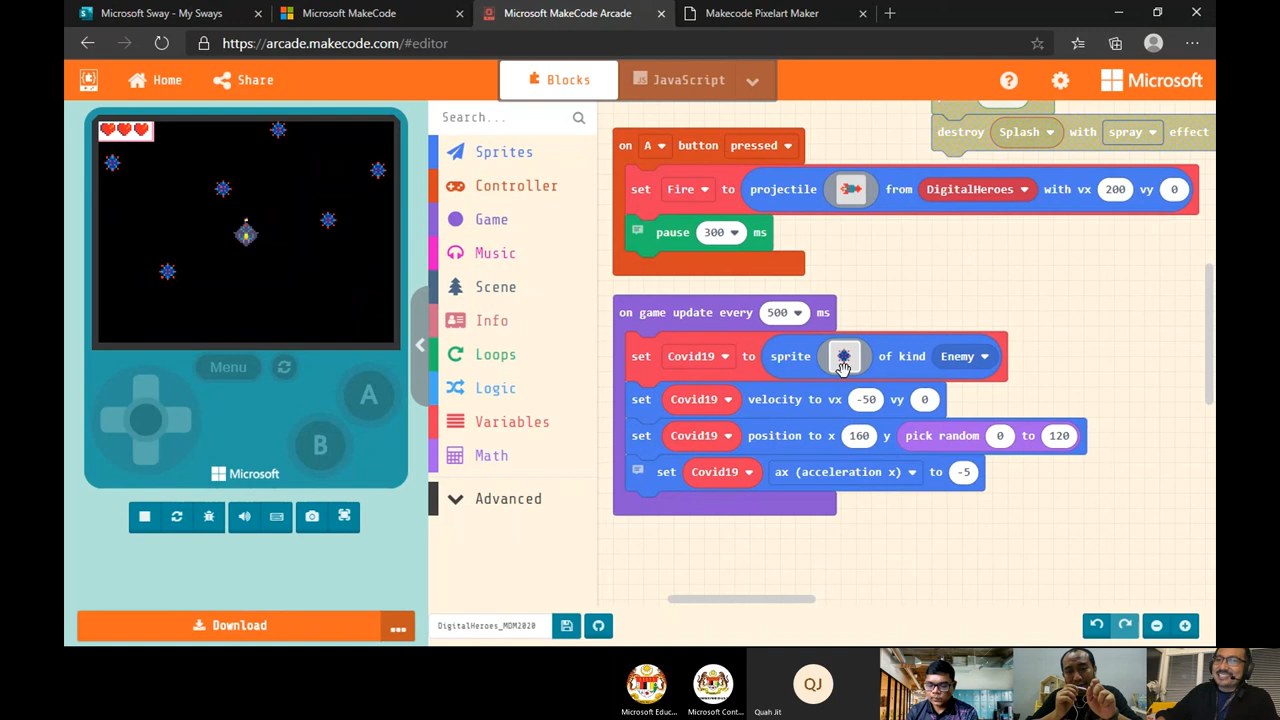 Microsoft Sway - My Sways
Microsoft MakeCode
Microsoft MakeCode Arcade
Makecode Pixelart Maker
https://arcade.makecode.com/#editor
Home
Share
Blocks
JavaScript
Microsoft
Search...
Sprites
Controller
Game
Music
Scene
Info
Loops
Logic
Variables
Math
Advanced
destroy Splash with spray effect
on A button pressed
set Fire to projectile from DigitalHeroes with vx 200 vy 0
pause 300 ms
on game update every 500 ms
set Covid19 to sprite of kind Enemy
set Covid19 velocity to vx -50 vy 0
set Covid19 position to x 160 y pick random 0 to 120
set Covid19 ax (acceleration x) to -5
Menu
A
B
Microsoft
Download
DigitalHeroes_MDM2020
QJ
Microsoft Educ...
Microsoft Cont...
Quah Jit